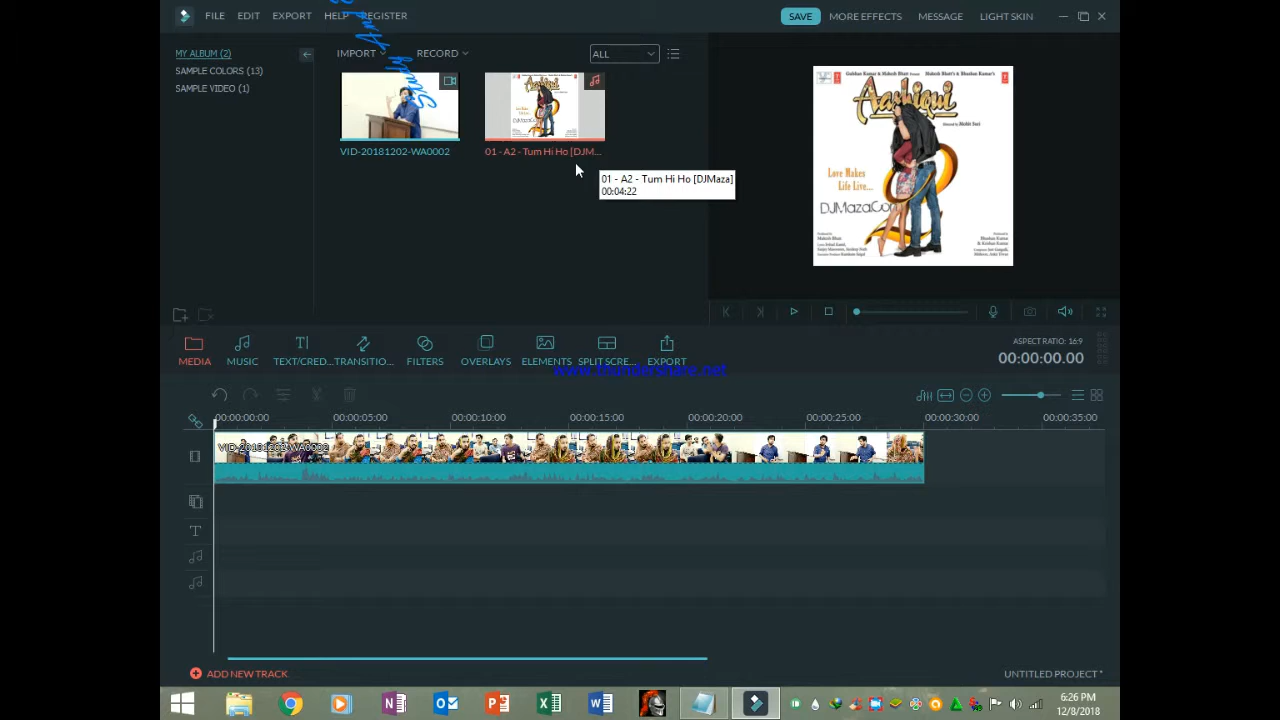 FILE EDIT EXPORT HELP REGISTER
SAVE MORE EFFECTS MESSAGE LIGHT SKIN
MY ALBUM (2)
SAMPLE COLORS (13)
SAMPLE VIDEO (1)
IMPORT RECORD ALL
VID-20181202-WA0002
01 - A2 - Tum Hi Ho [DJM...
01 - A2 - Tum Hi Ho [DJMaza]
00:04:22
Aashiqui
Love Makes
Life Live...
DJMaza.Com
MEDIA MUSIC TEXT/CRED... TRANSITIO... FILTERS OVERLAYS ELEMENTS SPLIT SCRE... EXPORT
www.thundershare.net
ASPECT RATIO: 16:9
00:00:00.00
00:00:00:00 00:00:05:00 00:00:10:00 00:00:15:00 00:00:20:00 00:00:25:00 00:00:30:00 00:00:35:00
VID-20181202-WA0002
ADD NEW TRACK
UNTITLED PROJECT *
6:26 PM
12/8/2018